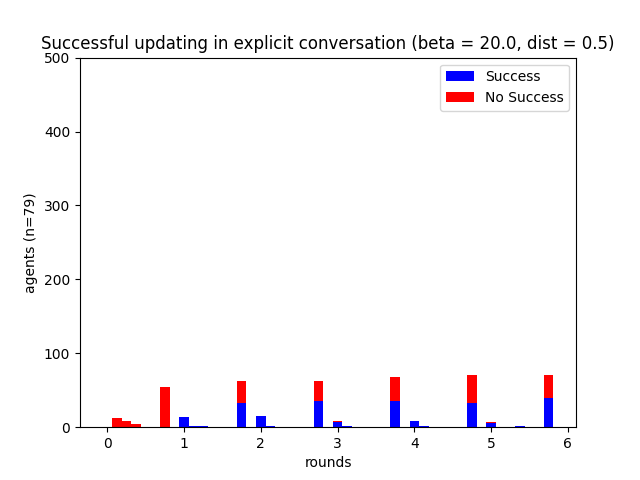 Successful updating in explicit conversation (beta = 20.0, dist = 0.5)
Success
No Success
500
400
300
200
100
0
agents (n=79)
0 1 2 3 4 5 6
rounds